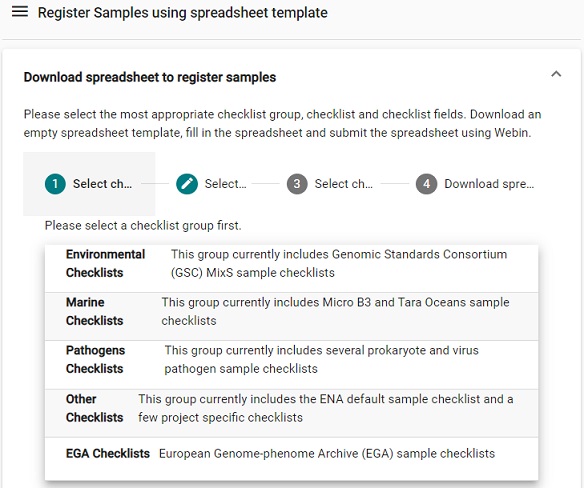 Register Samples using spreadsheet template
Download spreadsheet to register samples
Please select the most appropriate checklist group, checklist and checklist fields. Download an
empty spreadsheet template, fill in the spreadsheet and submit the spreadsheet using Webin.
1 Select ch... Select... 3 Select ch... 4 Download spre...
Please select a checklist group first.
Environmental Checklists
This group currently includes Genomic Standards Consortium
(GSC) MixS sample checklists
Marine Checklists
This group currently includes Micro B3 and Tara Oceans sample
checklists
Pathogens Checklists
This group currently includes several prokaryote and virus
pathogen sample checklists
Other Checklists
This group currently includes the ENA default sample checklist and a
few project specific checklists
EGA Checklists European Genome-phenome Archive (EGA) sample checklists